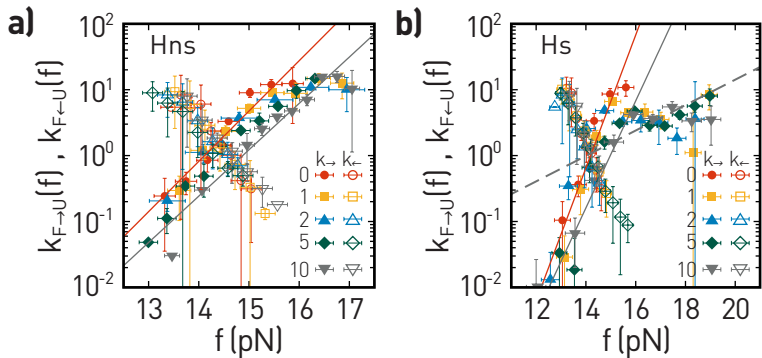 a)
Hns
k_{F→U}(f) , k_{F←U}(f)
10^2
10^1
10^0
10^{-1}
10^{-2}
k→ k←
0
1
2
5
10
13 14 15 16 17
f (pN)
b)
Hs
k_{F→U}(f) , k_{F←U}(f)
10^2
10^1
10^0
10^{-1}
10^{-2}
k→ k←
0
1
2
5
10
12 14 16 18 20
f (pN)